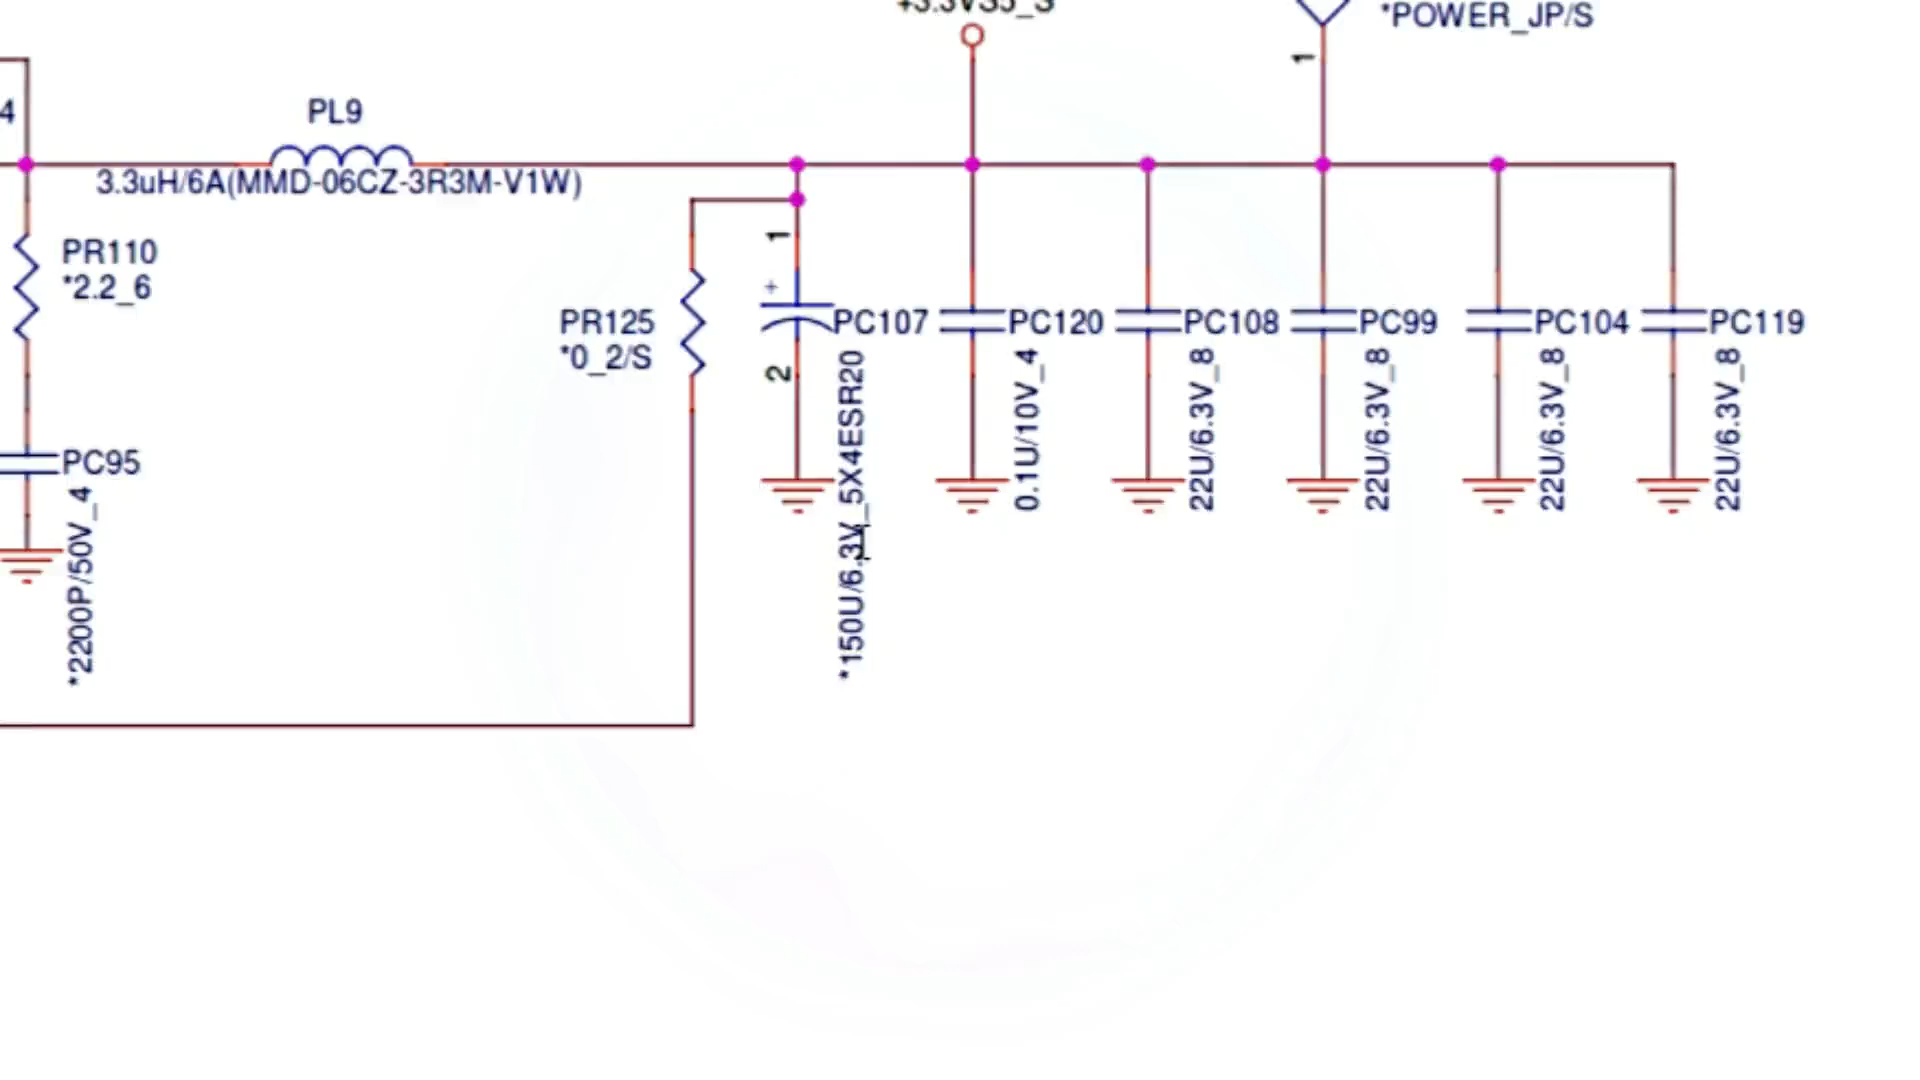 +3.3VS5_S
*POWER_JP/S
1
4
PL9
3.3uH/6A(MMD-06CZ-3R3M-V1W)
PR110
*2.2_6
1
+
PR125
*0_2/S
2
PC107
*150U/6.3V_5X4ESR20
PC120
0.1U/10V_4
PC108
22U/6.3V_8
PC99
22U/6.3V_8
PC104
22U/6.3V_8
PC119
22U/6.3V_8
PC95
*2200P/50V_4